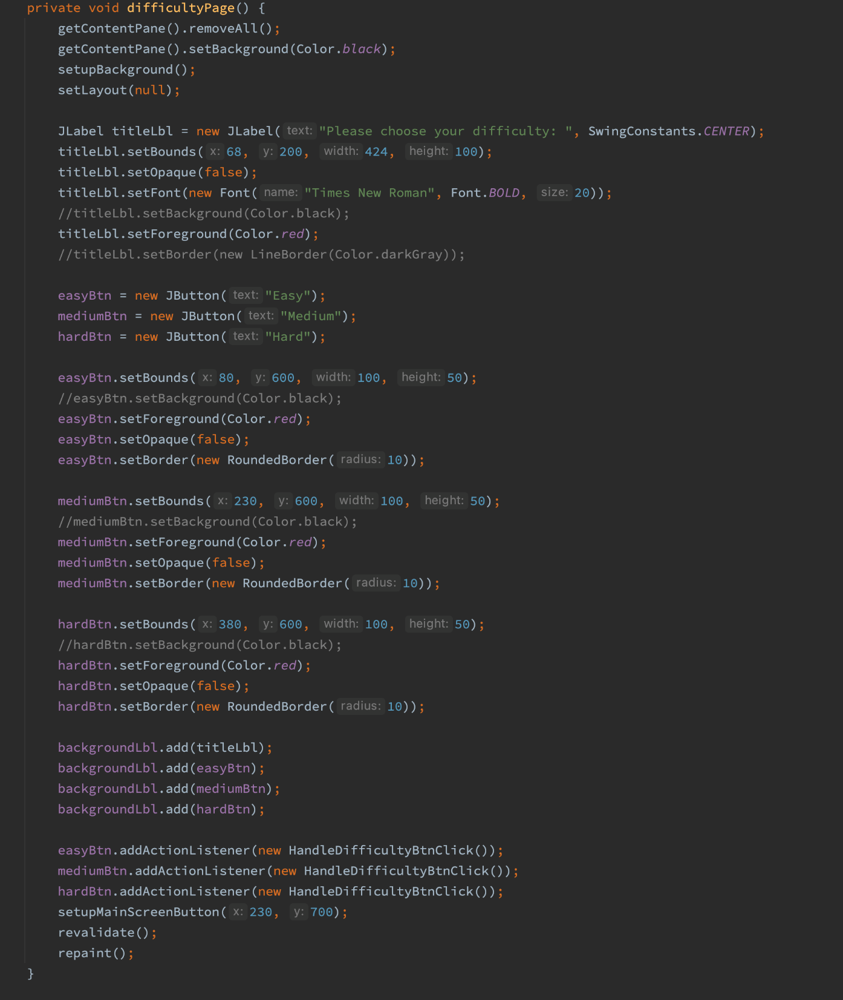 private void difficultyPage() {
    getContentPane().removeAll();
    getContentPane().setBackground(Color.black);
    setupBackground();
    setLayout(null);

    JLabel titleLbl = new JLabel( text: "Please choose your difficulty: ", SwingConstants.CENTER);
    titleLbl.setBounds( x: 68, y: 200, width: 424, height: 100);
    titleLbl.setOpaque(false);
    titleLbl.setFont(new Font( name: "Times New Roman", Font.BOLD, size: 20));
    //titleLbl.setBackground(Color.black);
    titleLbl.setForeground(Color.red);
    //titleLbl.setBorder(new LineBorder(Color.darkGray));

    easyBtn = new JButton( text: "Easy");
    mediumBtn = new JButton( text: "Medium");
    hardBtn = new JButton( text: "Hard");

    easyBtn.setBounds( x: 80, y: 600, width: 100, height: 50);
    //easyBtn.setBackground(Color.black);
    easyBtn.setForeground(Color.red);
    easyBtn.setOpaque(false);
    easyBtn.setBorder(new RoundedBorder( radius: 10));

    mediumBtn.setBounds( x: 230, y: 600, width: 100, height: 50);
    //mediumBtn.setBackground(Color.black);
    mediumBtn.setForeground(Color.red);
    mediumBtn.setOpaque(false);
    mediumBtn.setBorder(new RoundedBorder( radius: 10));

    hardBtn.setBounds( x: 380, y: 600, width: 100, height: 50);
    //hardBtn.setBackground(Color.black);
    hardBtn.setForeground(Color.red);
    hardBtn.setOpaque(false);
    hardBtn.setBorder(new RoundedBorder( radius: 10));

    backgroundLbl.add(titleLbl);
    backgroundLbl.add(easyBtn);
    backgroundLbl.add(mediumBtn);
    backgroundLbl.add(hardBtn);

    easyBtn.addActionListener(new HandleDifficultyBtnClick());
    mediumBtn.addActionListener(new HandleDifficultyBtnClick());
    hardBtn.addActionListener(new HandleDifficultyBtnClick());
    setupMainScreenButton( x: 230, y: 700);
    revalidate();
    repaint();
}